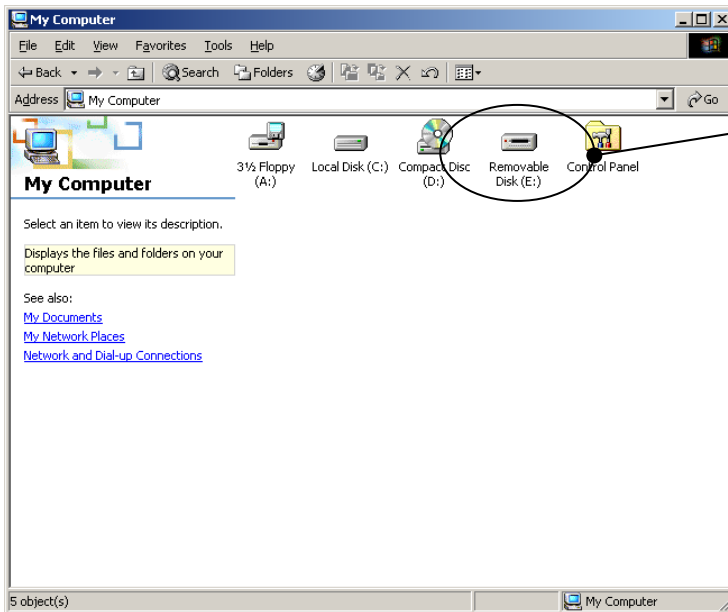 My Computer
File Edit View Favorites Tools Help
Back Search Folders
Address My Computer Go
My Computer
Select an item to view its description.
Displays the files and folders on your
computer
See also:
My Documents
My Network Places
Network and Dial-up Connections
3½ Floppy
(A:)
Local Disk (C:)
Compact Disc
(D:)
Removable
Disk (E:)
Control Panel
5 object(s) My Computer